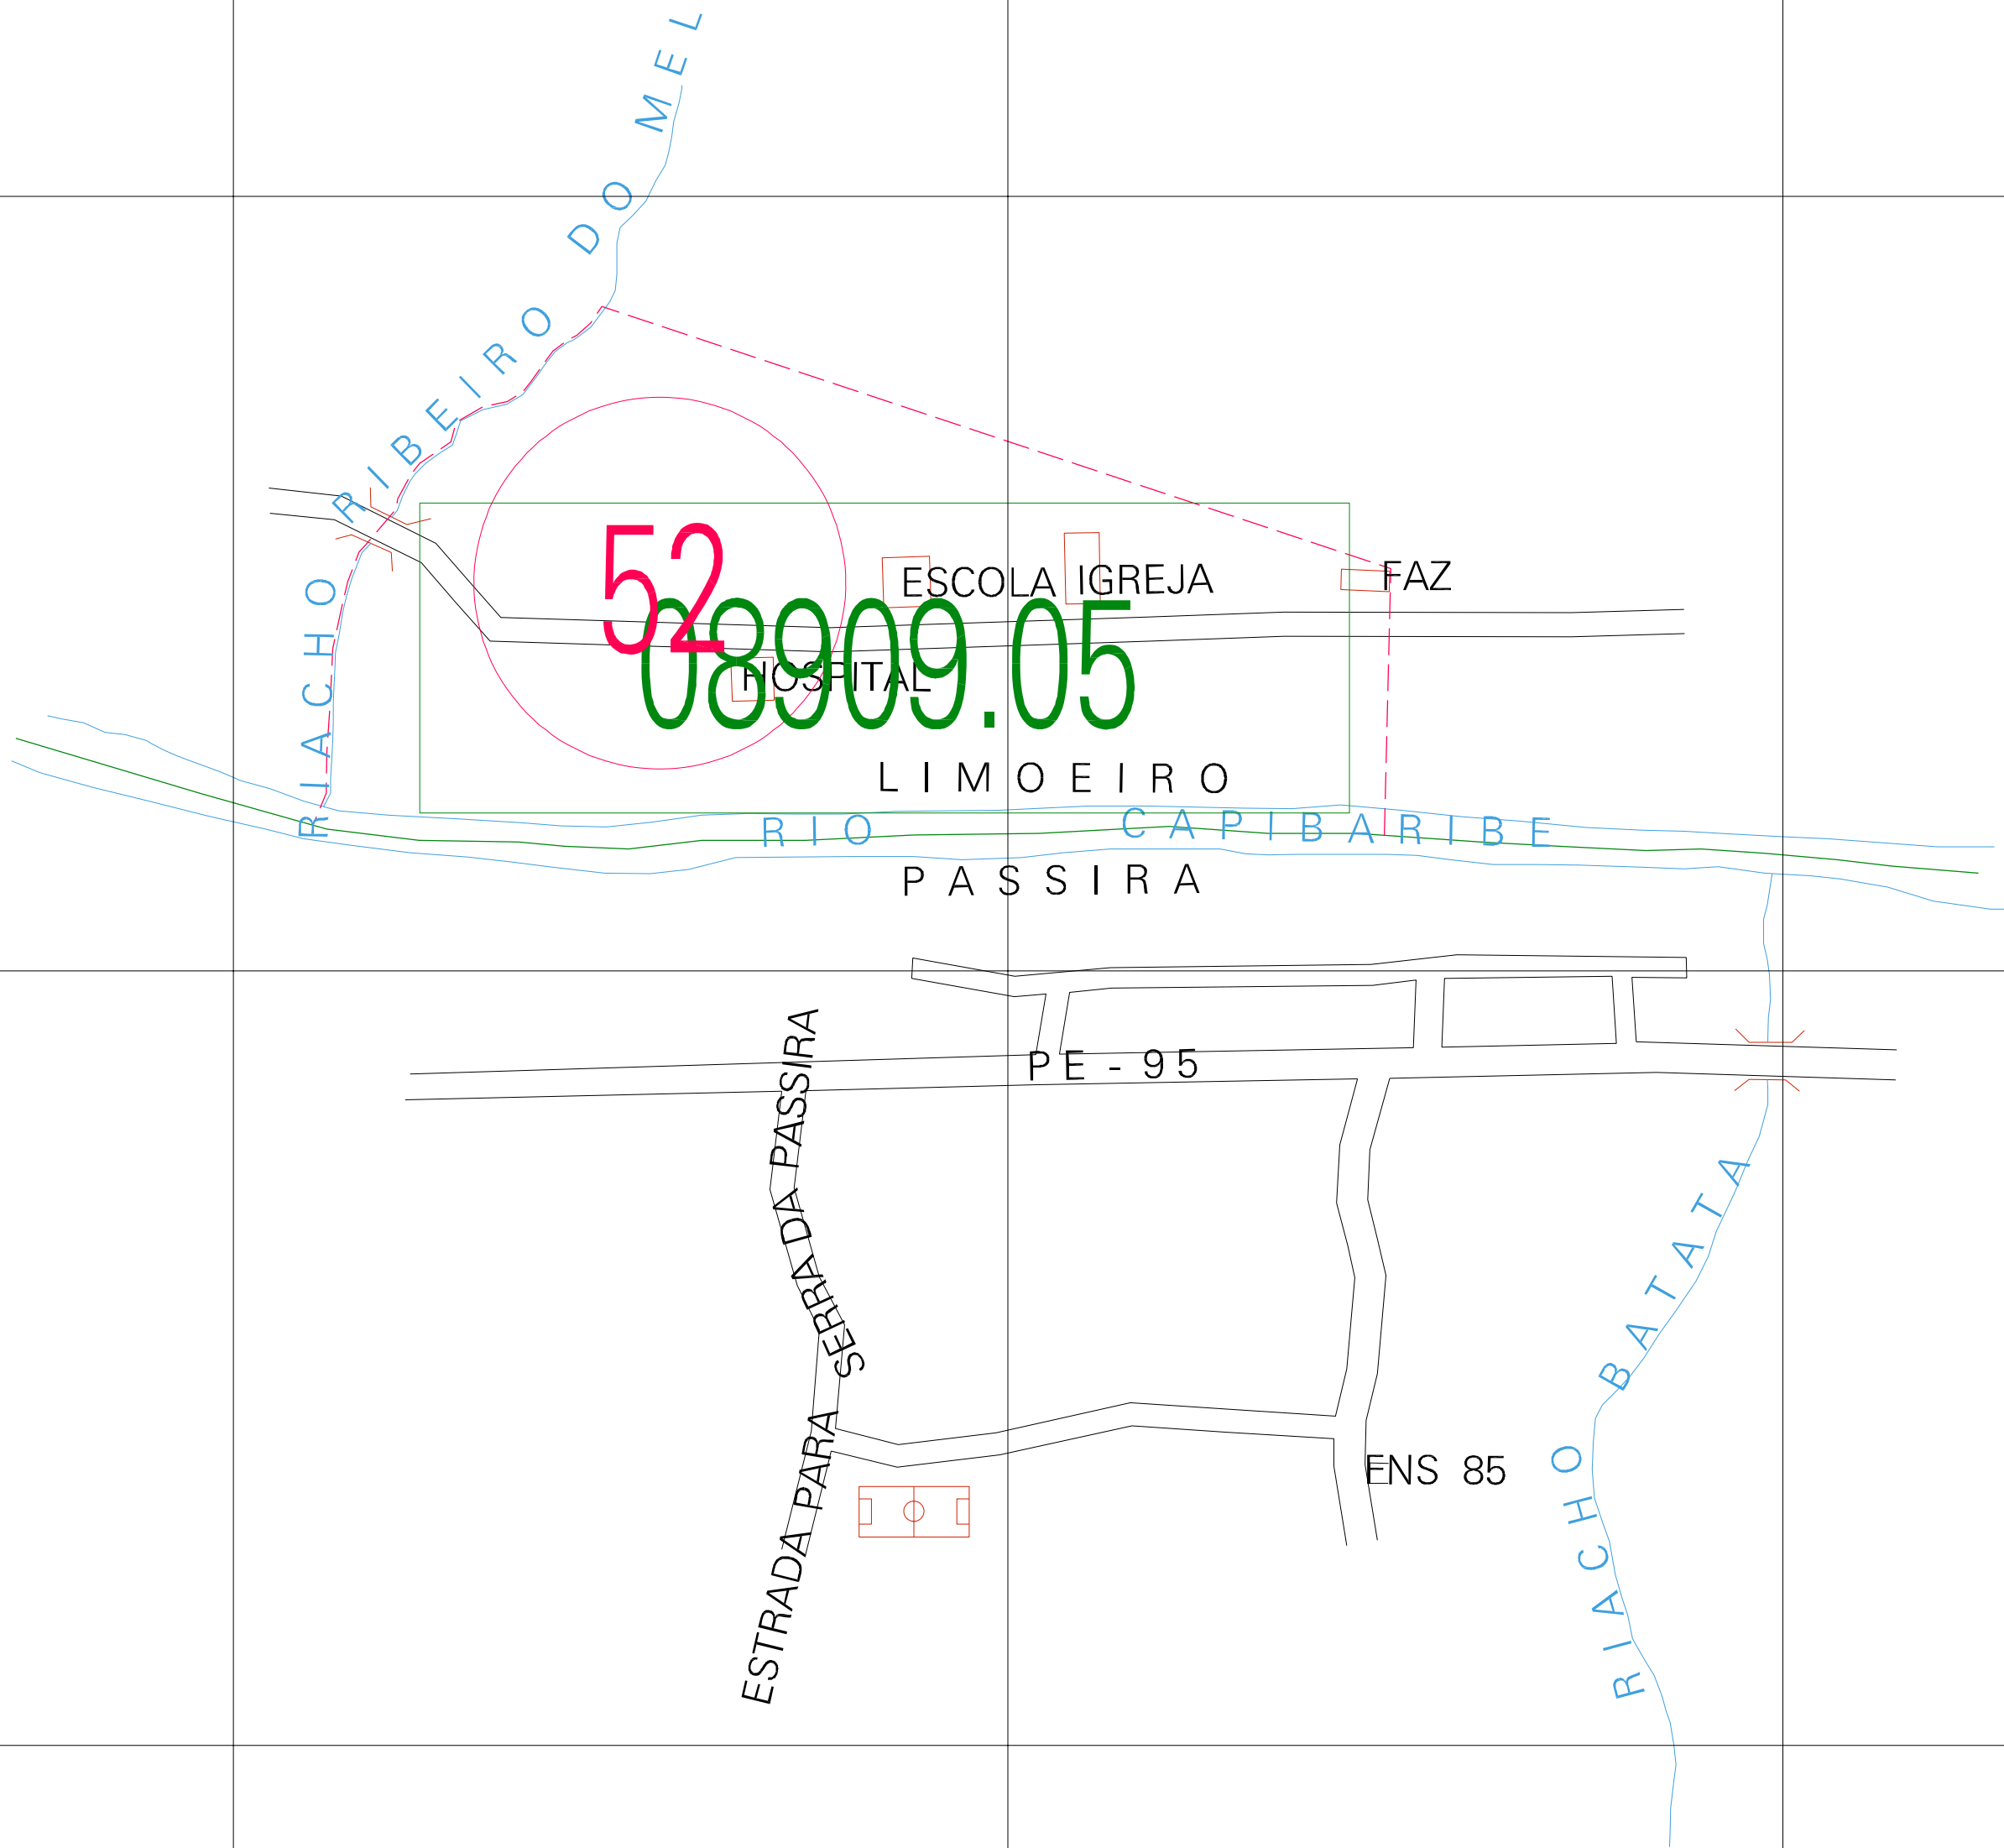 RIACHO RIBEIRO DO MEL
52
ESCOLA IGREJA
FAZ
08909.05
HOSPITAL
LIMOEIRO
RIO CAPIBARIBE
PASSIRA
PE-95
ESTRADA PARA SERRA DA PASSIRA
RIACHO BATATA
ENS 85